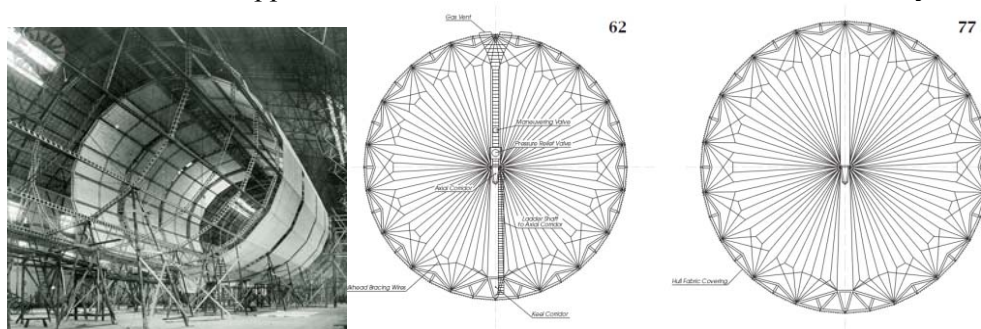 Gas Vent
62
77
Maneuvering Valve
Pressure Relief Valve
Axial Corridor
Ladder Shaft
to Axial Corridor
Hull Fabric Covering
lkhead Bracing Wires
Keel Corridor